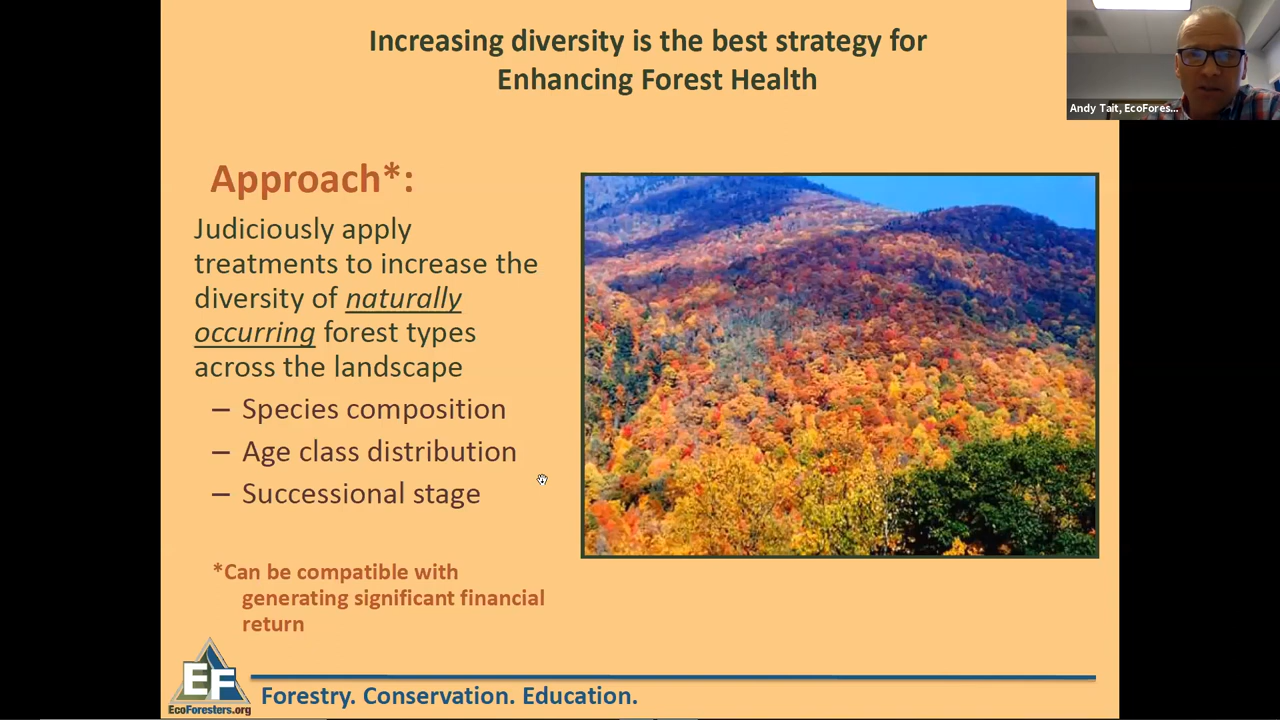 Increasing diversity is the best strategy for
Enhancing Forest Health
Andy Tait, EcoFores...
Approach*:
Judiciously apply
treatments to increase the
diversity of naturally
occurring forest types
across the landscape
– Species composition
– Age class distribution
– Successional stage
*Can be compatible with
generating significant financial
return
EF
EcoForesters.org
Forestry. Conservation. Education.